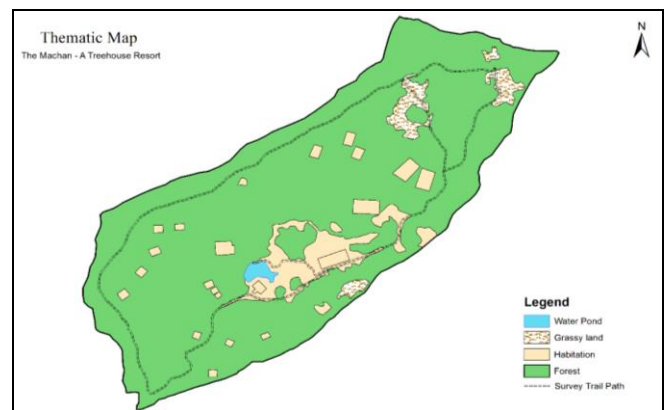 Thematic Map
The Machan - A Treehouse Resort
N
Legend
Water Pond
Grassy land
Habitation
Forest
Survey Trail Path